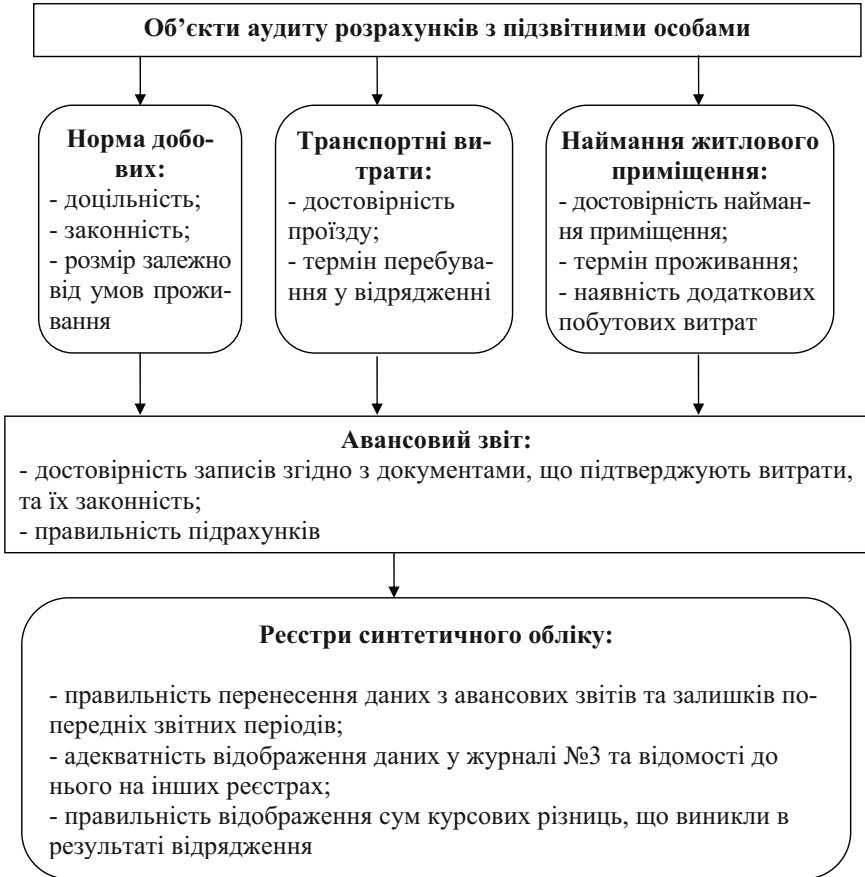 Об’єкти аудиту розрахунків з підзвітними особами
Норма добо-
вих:
- доцільність;
- законність;
- розмір залежно
від умов прожи-
вання
Транспортні ви-
трати:
- достовірність
проїзду;
- термін перебува-
ння у відрядженні
Наймання житлового
приміщення:
- достовірність найман-
ня приміщення;
- термін проживання;
- наявність додаткових
побутових витрат
Авансовий звіт:
- достовірність записів згідно з документами, що підтверджують витрати,
та їх законність;
- правильність підрахунків
Реєстри синтетичного обліку:
- правильність перенесення даних з авансових звітів та залишків по-
передніх звітних періодів;
- адекватність відображення даних у журналі №3 та відомості до
нього на інших реєстрах;
- правильність відображення сум курсових різниць, що виникли в
результаті відрядження